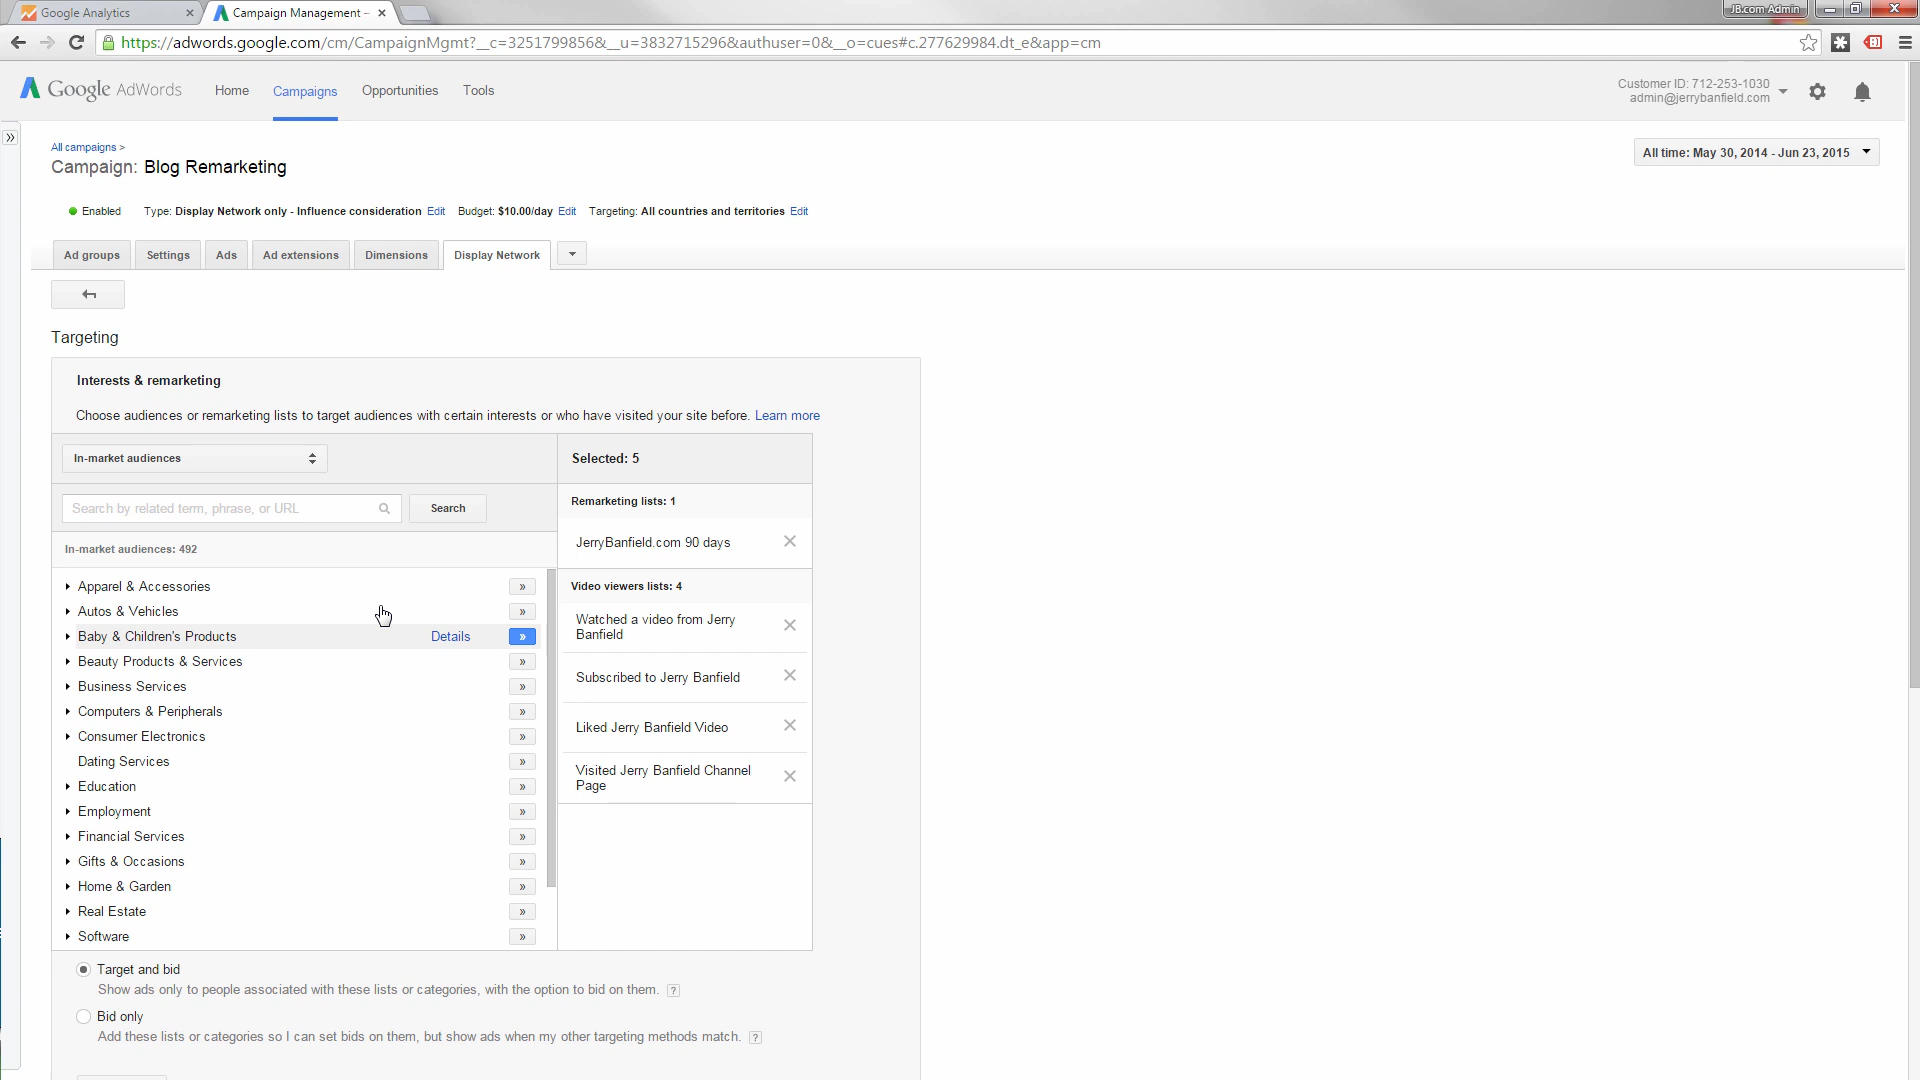 Google Analytics
Campaign Management –
JB.com Admin
https://adwords.google.com/cm/CampaignMgmt?__c=3251799856&__u=3832715296&authuser=0&__o=cues#c.277629984.dt_e&app=cm
Google AdWords
Home
Campaigns
Opportunities
Tools
Customer ID: 712-253-1030
admin@jerrybanfield.com
All campaigns >
Campaign: Blog Remarketing
All time: May 30, 2014 - Jun 23, 2015
Enabled Type: Display Network only - Influence consideration Edit Budget: $10.00/day Edit Targeting: All countries and territories Edit
Ad groups
Settings
Ads
Ad extensions
Dimensions
Display Network
Targeting
Interests & remarketing
Choose audiences or remarketing lists to target audiences with certain interests or who have visited your site before. Learn more
In-market audiences
Search by related term, phrase, or URL
Search
In-market audiences: 492
Apparel & Accessories »
Autos & Vehicles »
Baby & Children's Products Details »
Beauty Products & Services »
Business Services »
Computers & Peripherals »
Consumer Electronics »
Dating Services »
Education »
Employment »
Financial Services »
Gifts & Occasions »
Home & Garden »
Real Estate »
Software »
Selected: 5
Remarketing lists: 1
JerryBanfield.com 90 days
Video viewers lists: 4
Watched a video from Jerry
Banfield
Subscribed to Jerry Banfield
Liked Jerry Banfield Video
Visited Jerry Banfield Channel
Page
Target and bid
Show ads only to people associated with these lists or categories, with the option to bid on them. ?
Bid only
Add these lists or categories so I can set bids on them, but show ads when my other targeting methods match. ?